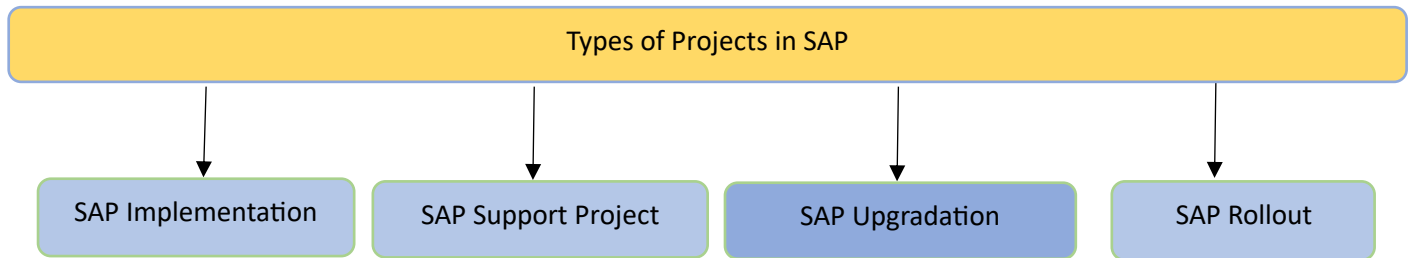 Types of Projects in SAP
SAP Implementation
SAP Support Project
SAP Upgradation
SAP Rollout